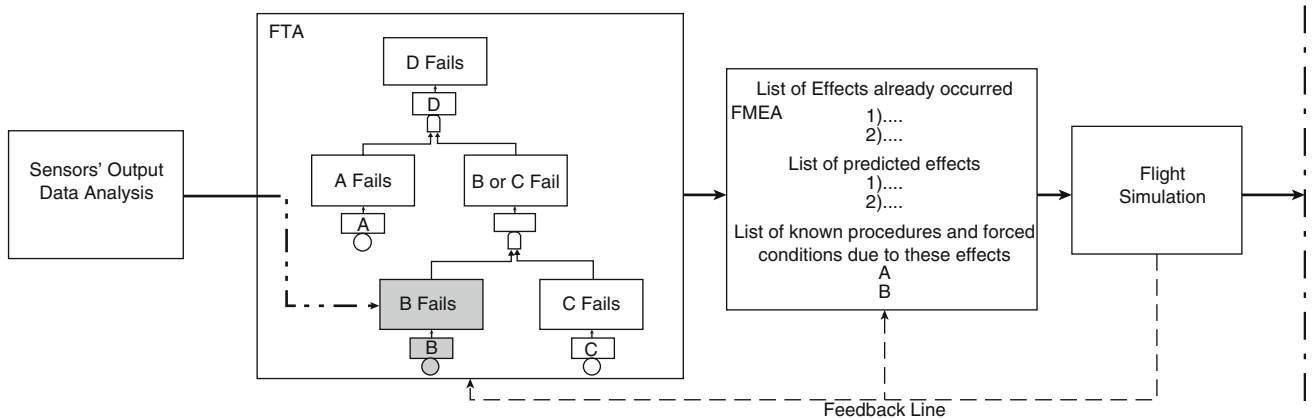 FTA
D Fails
D
A Fails
B or C Fail
A
B Fails
C Fails
B
C
Sensors’ Output
Data Analysis
List of Effects already occurred
FMEA
1)....
2)....
List of predicted effects
1)....
2)....
List of known procedures and forced
conditions due to these effects
A
B
Flight
Simulation
Feedback Line